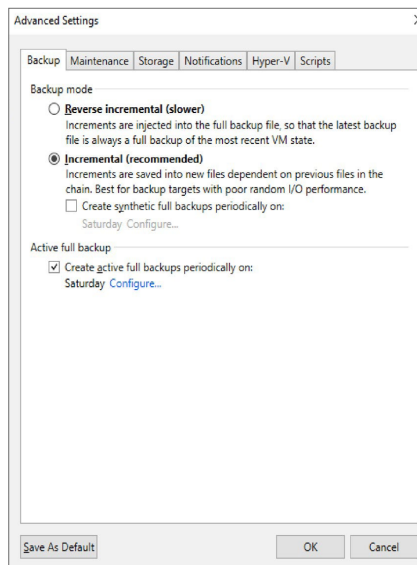 Advanced Settings
Backup Maintenance Storage Notifications Hyper-V Scripts
Backup mode
Reverse incremental (slower)
Increments are injected into the full backup file, so that the latest backup
file is always a full backup of the most recent VM state.
Incremental (recommended)
Increments are saved into new files dependent on previous files in the
chain. Best for backup targets with poor random I/O performance.
Create synthetic full backups periodically on:
Saturday Configure...
Active full backup
Create active full backups periodically on:
Saturday Configure...
Save As Default OK Cancel